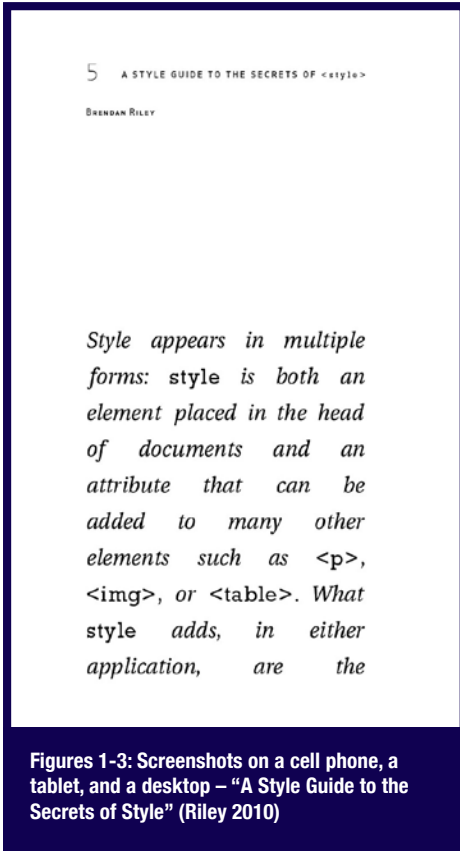 5 A STYLE GUIDE TO THE SECRETS OF <style>
BRENDAN RILEY
Style appears in multiple
forms: style is both an
element placed in the head
of documents and an
attribute that can be
added to many other
elements such as <p>,
<img>, or <table>. What
style adds, in either
application, are the
Figures 1-3: Screenshots on a cell phone, a
tablet, and a desktop – “A Style Guide to the
Secrets of Style” (Riley 2010)